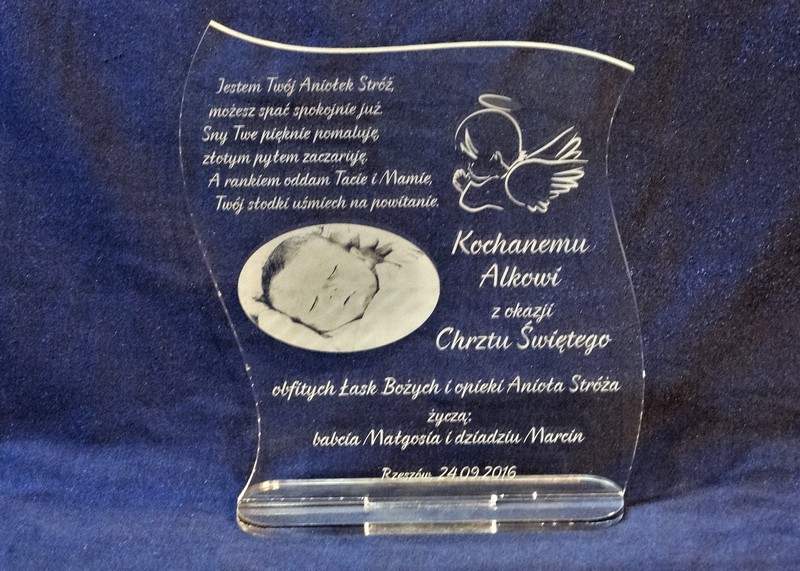 Jestem Twój Aniołek Stróż,
możesz spać spokojnie już.
Sny Twe pięknie pomaluję,
złotym pyłem zaczaruję.
A rankiem oddam Tacie i Mamie,
Twój słodki uśmiech na powitanie.
Kochanemu
Alkowi
z okazji
Chrztu Świętego
obfitych Łask Bożych i opieki Anioła Stróża
życzą:
babcia Małgosia i dziadziu Marcin
Rzeszów, 24.09.2016